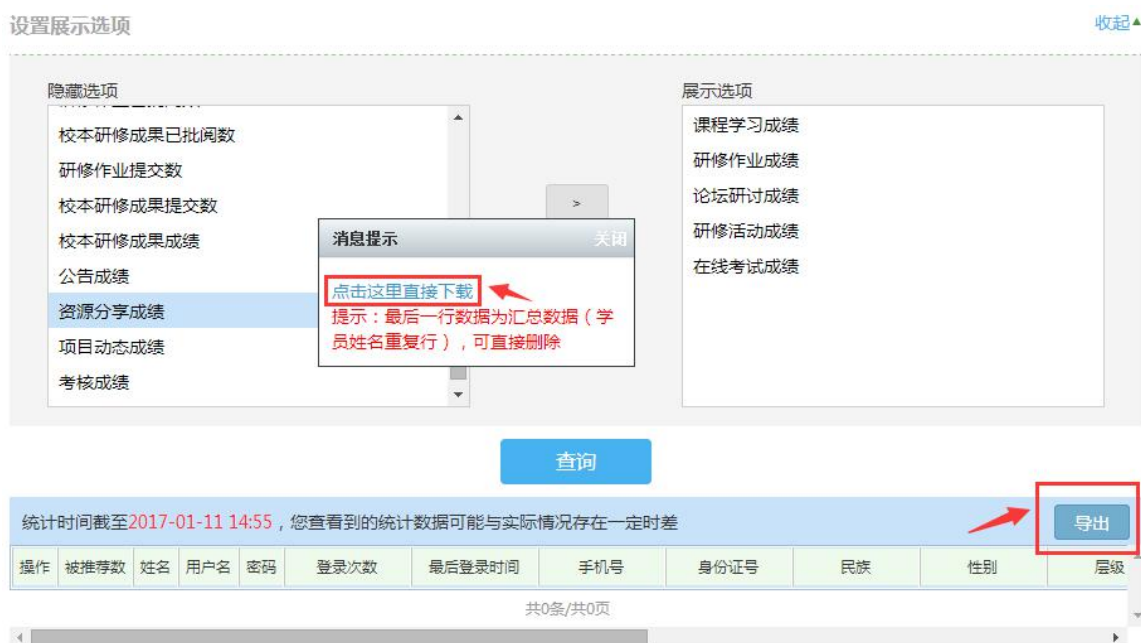 设置展示选项
收起▲
隐藏选项
展示选项
校本研修成果已批阅数
研修作业提交数
校本研修成果提交数
校本研修成果成绩
公告成绩
资源分享成绩
项目动态成绩
考核成绩
>
课程学习成绩
研修作业成绩
论坛研讨成绩
研修活动成绩
在线考试成绩
消息提示
关闭
点击这里直接下载
提示：最后一行数据为汇总数据（学
员姓名重复行），可直接删除
查询
统计时间截至2017-01-11 14:55，您查看到的统计数据可能与实际情况存在一定时差
导出
操作 被推荐数 姓名 用户名 密码 登录次数 最后登录时间 手机号 身份证号 民族 性别 层级
共0条/共0页